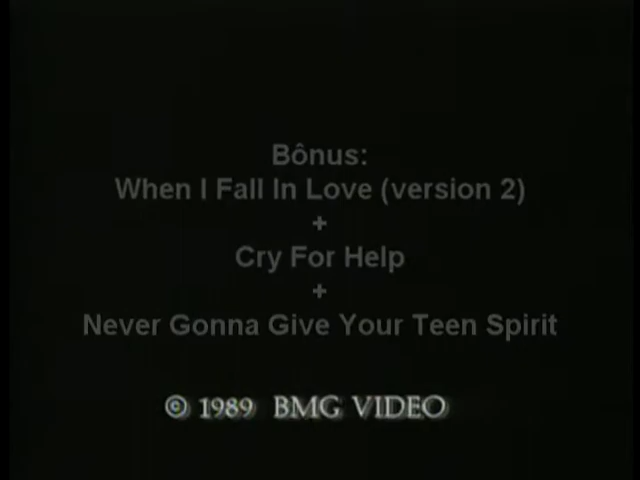 Bônus:
When I Fall In Love (version 2)
+
Cry For Help
+
Never Gonna Give Your Teen Spirit
© 1989 BMG VIDEO